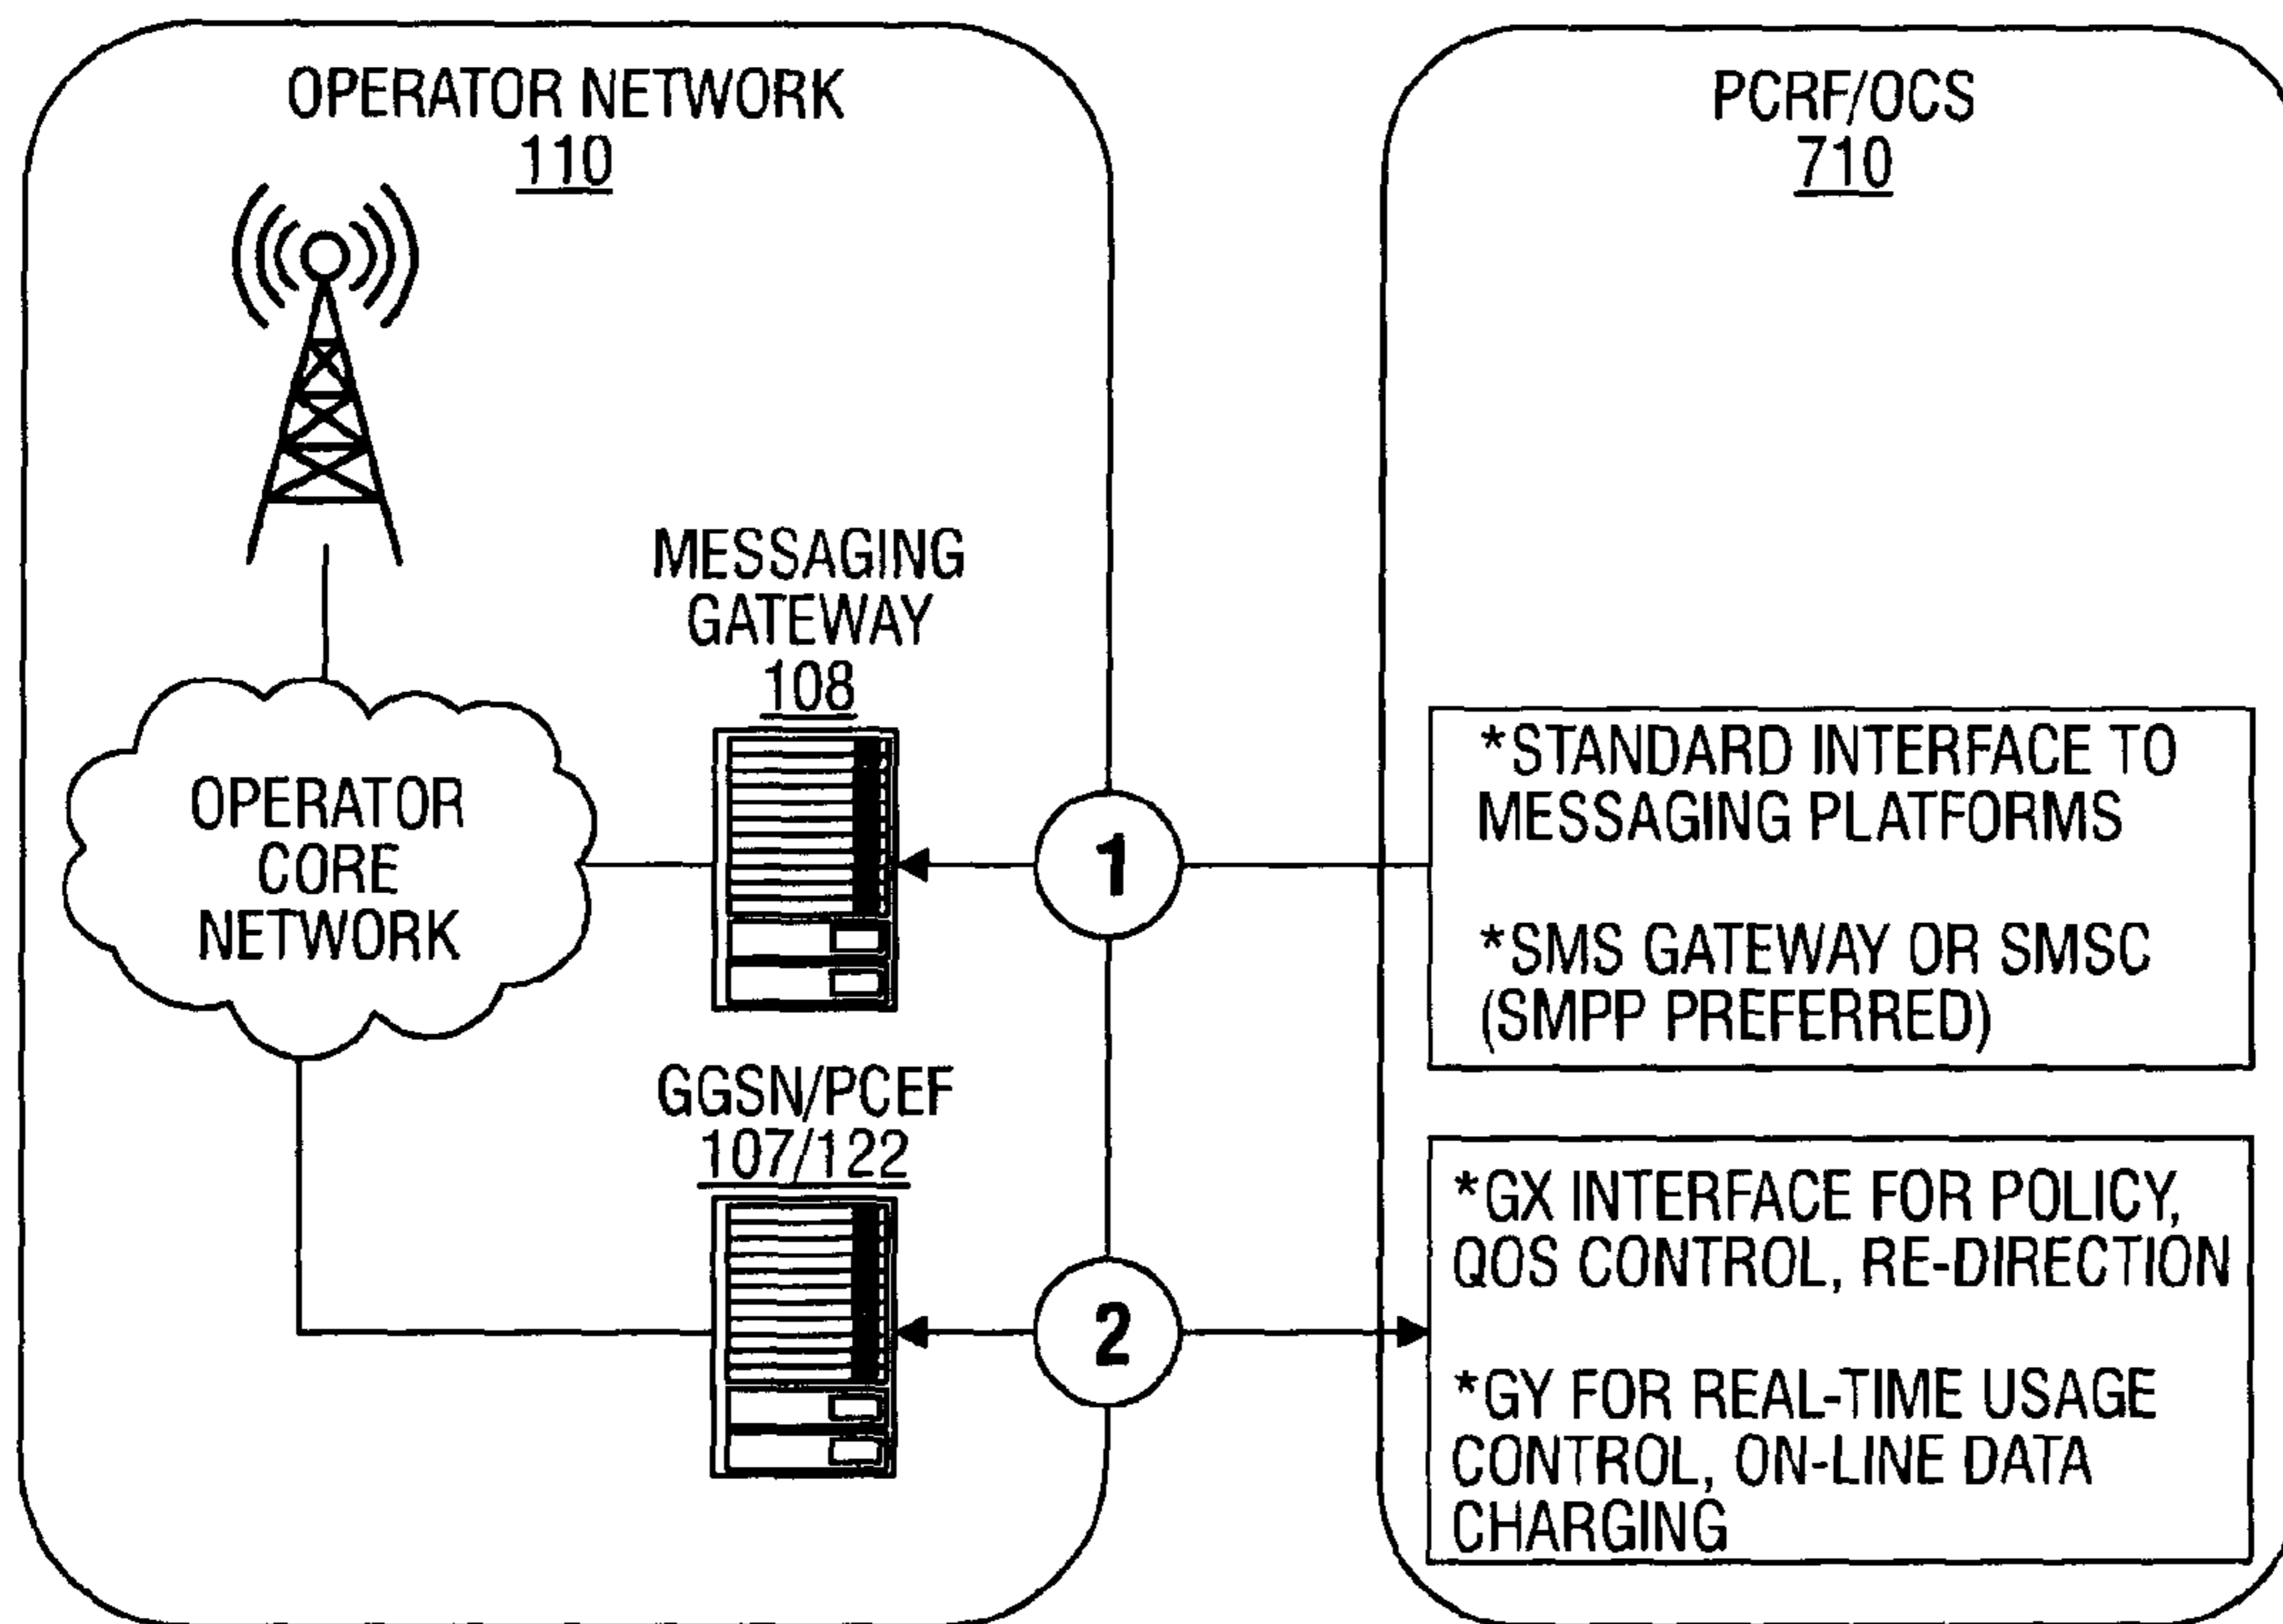 OPERATOR NETWORK
110
PCRF/OCS
710
MESSAGING
GATEWAY
108
OPERATOR
CORE
NETWORK
1
*STANDARD INTERFACE TO
MESSAGING PLATFORMS
*SMS GATEWAY OR SMSC
(SMPP PREFERRED)
GGSN/PCEF
107/122
2
*GX INTERFACE FOR POLICY,
QOS CONTROL, RE-DIRECTION
*GY FOR REAL-TIME USAGE
CONTROL, ON-LINE DATA
CHARGING